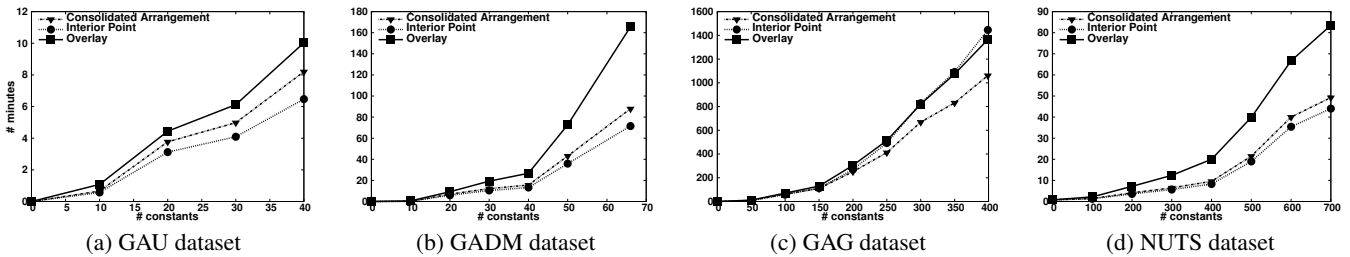 Consolidated Arrangement
Interior Point
Overlay
# minutes
12
10
8
6
4
2
0
0 5 10 15 20 25 30 35 40
# constants
(a) GAU dataset
Consolidated Arrangement
Interior Point
Overlay
180
160
140
120
100
80
60
40
20
0
0 10 20 30 40 50 60 70
# constants
(b) GADM dataset
Consolidated Arrangement
Interior Point
Overlay
1600
1400
1200
1000
800
600
400
200
0
0 50 100 150 200 250 300 350 400
# constants
(c) GAG dataset
Consolidated Arrangement
Interior Point
Overlay
90
80
70
60
50
40
30
20
10
0
0 100 200 300 400 500 600 700
# constants
(d) NUTS dataset